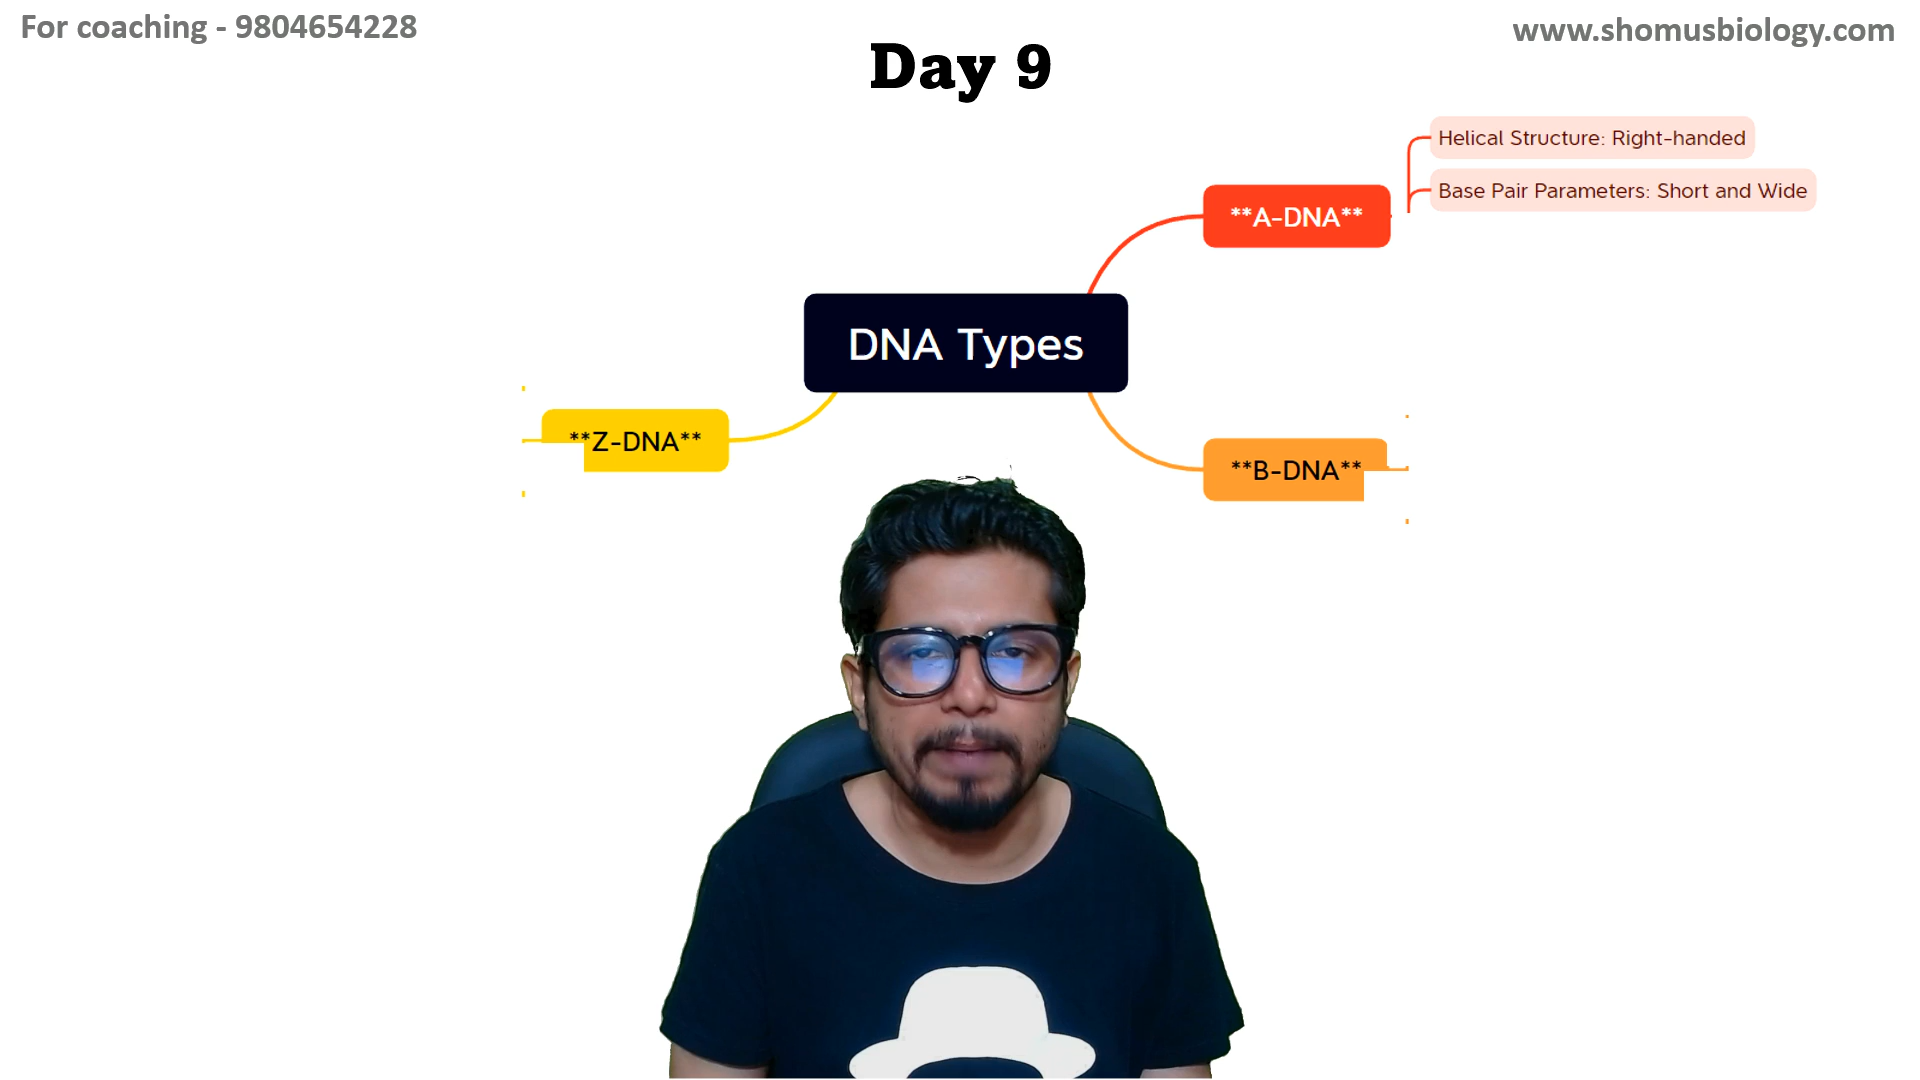 For coaching - 9804654228
www.shomusbiology.com
Day 9
Helical Structure: Right-handed
Base Pair Parameters: Short and Wide
**A-DNA**
DNA Types
**Z-DNA**
**B-DNA**